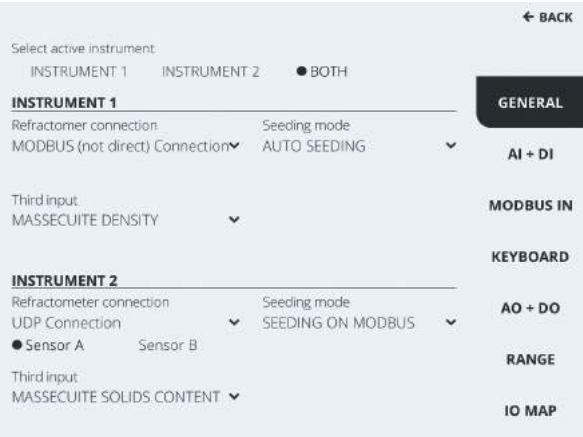 ← BACK
Select active instrument
INSTRUMENT 1 INSTRUMENT 2 ● BOTH
INSTRUMENT 1
Refractomer connection Seeding mode
MODBUS (not direct) Connection AUTO SEEDING
Third input
MASSECUITE DENSITY
INSTRUMENT 2
Refractometer connection Seeding mode
UDP Connection SEEDING ON MODBUS
● Sensor A Sensor B
Third input
MASSECUITE SOLIDS CONTENT
GENERAL
AI + DI
MODBUS IN
KEYBOARD
AO + DO
RANGE
IO MAP